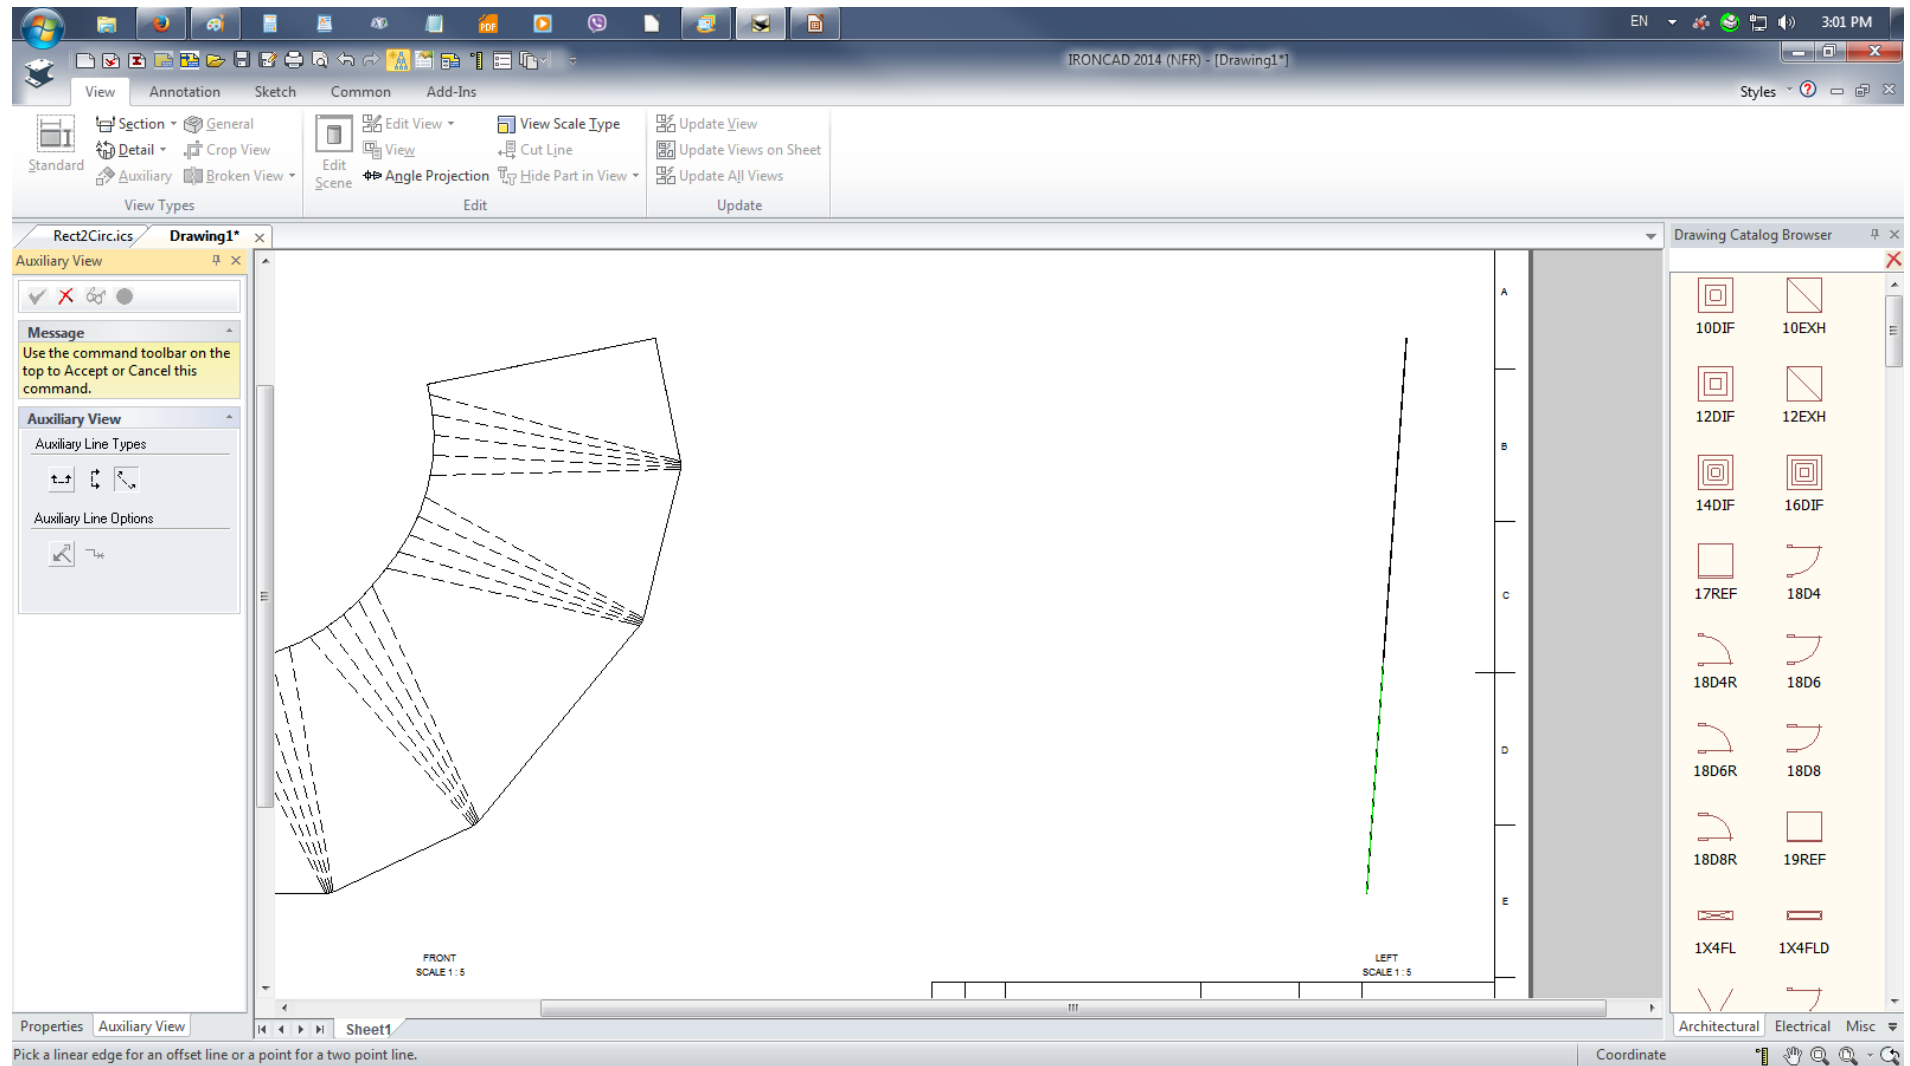 EN
3:01 PM
IRONCAD 2014 (NFR) - [Drawing1*]
View Annotation Sketch Common Add-Ins
Styles
Standard
Section
General
Detail
Crop View
Auxiliary
Broken View
View Types
Edit Scene
Edit View
View
Angle Projection
View Scale Type
Cut Line
Hide Part in View
Edit
Update View
Update Views on Sheet
Update All Views
Update
Rect2Circ.ics
Drawing1*
Auxiliary View
Message
Use the command toolbar on the
top to Accept or Cancel this
command.
Auxiliary View
Auxiliary Line Types
Auxiliary Line Options
Properties
Auxiliary View
A
B
C
D
E
FRONT
SCALE 1 : 5
LEFT
SCALE 1 : 5
Sheet1
Drawing Catalog Browser
10DIF 10EXH
12DIF 12EXH
14DIF 16DIF
17REF 18D4
18D4R 18D6
18D6R 18D8
18D8R 19REF
1X4FL 1X4FLD
Architectural Electrical Misc
Pick a linear edge for an offset line or a point for a two point line.
Coordinate